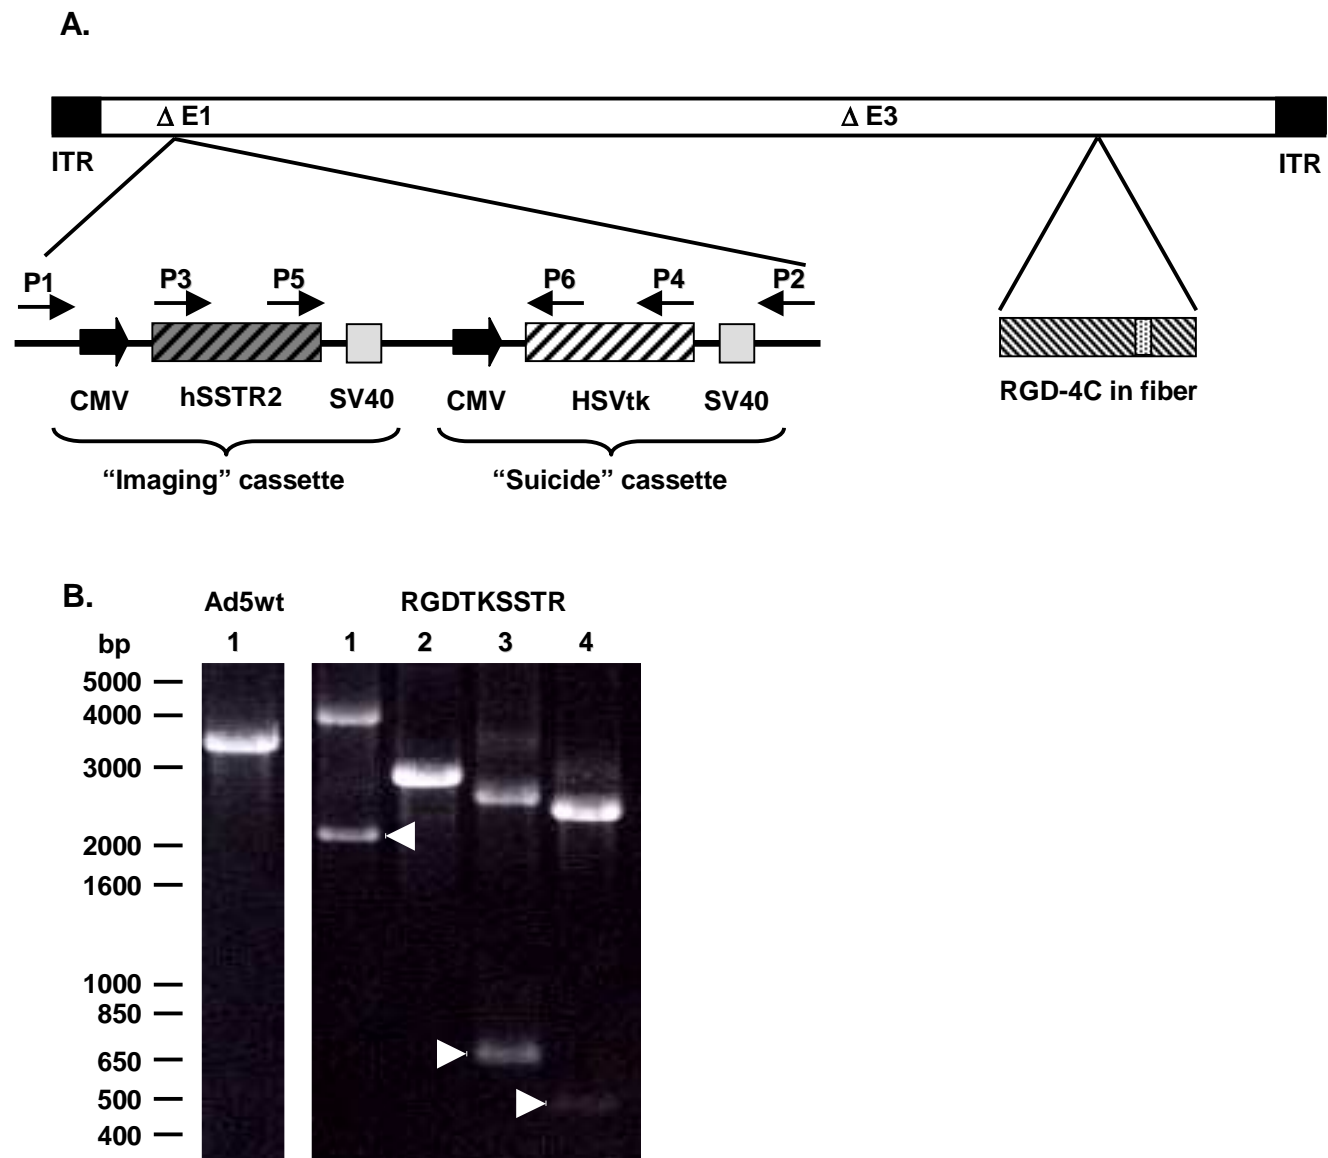 A.
Δ E1
Δ E3
ITR
ITR
P1
P3
P5
P6
P4
P2
CMV
hSSTR2
SV40
CMV
HSVtk
SV40
RGD-4C in fiber
“Imaging” cassette
“Suicide” cassette
B.
Ad5wt
RGDTKSSTR
bp
1
1
2
3
4
5000
4000
3000
2000
1600
1000
850
650
500
400